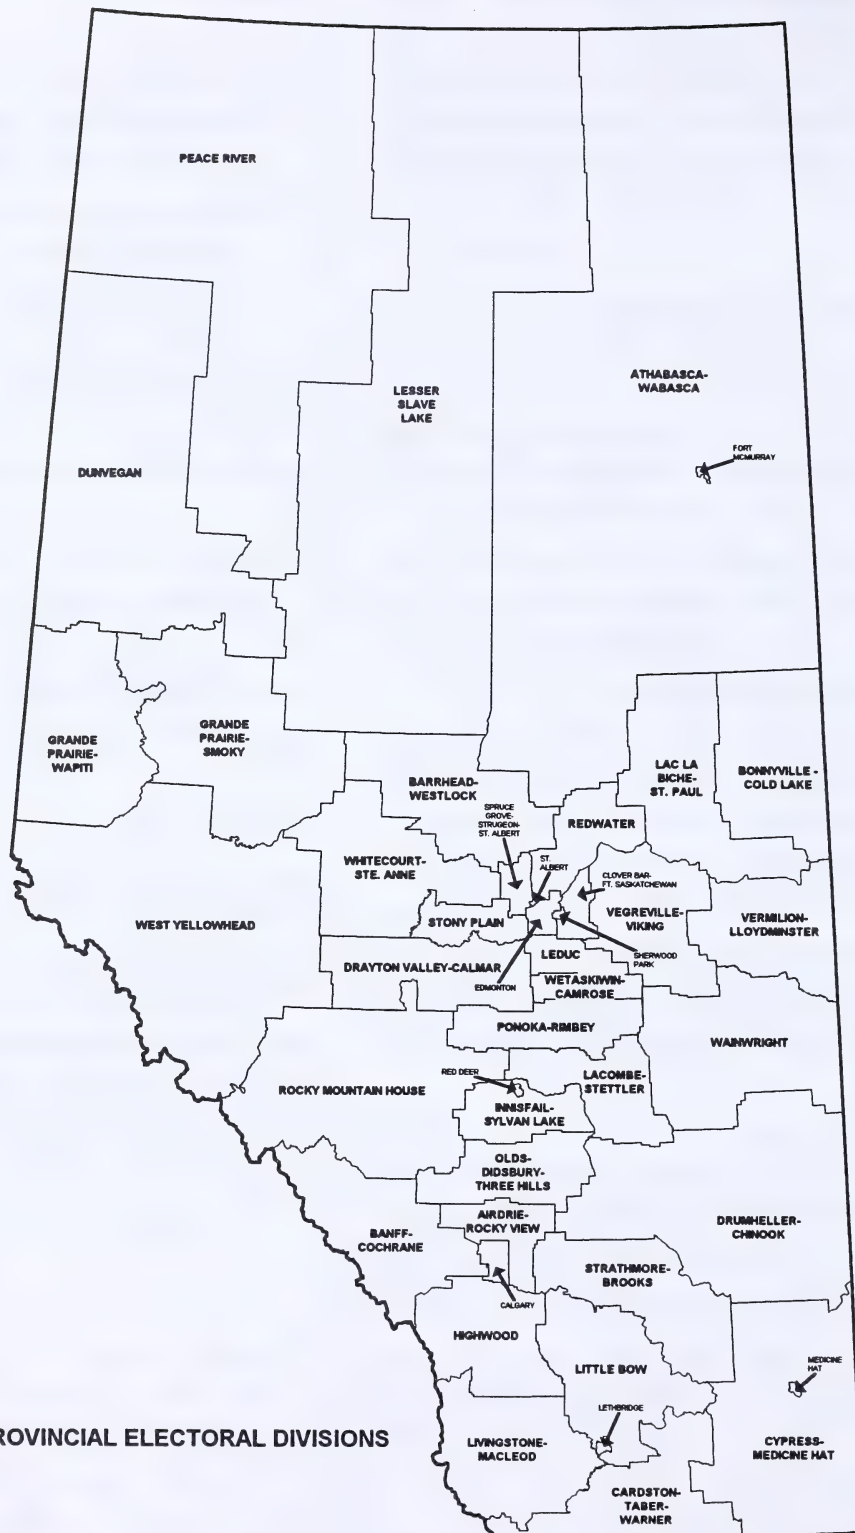 PEACE RIVER
ATHABASCA-
WABASCA
LESSER
SLAVE
LAKE
FORT
MCMURRAY
DUNVEGAN
GRANDE
PRAIRIE-
WAPITI
GRANDE
PRAIRIE-
SMOKY
LAC LA
BICHE-
ST. PAUL
BONNYVILLE -
COLD LAKE
BARRHEAD-
WESTLOCK
SPRUCE
GROVE-
STRUGEON-
ST. ALBERT
REDWATER
WHITECOURT-
STE. ANNE
ST.
ALBERT
CLOVER BAR-
FT. SASKATCHEWAN
WEST YELLOWHEAD
STONY PLAIN
VEGREVILLE-
VIKING
VERMILION-
LLOYDMINSTER
DRAYTON VALLEY-CALMAR
LEDUC
SHERWOOD
PARK
EDMONTON
WETASKIWIN-
CAMROSE
PONOKA-RIMBEY
WAINWRIGHT
RED DEER
LACOMBE-
STETTLER
ROCKY MOUNTAIN HOUSE
INNISFAIL-
SYLVAN LAKE
OLDS-
DIDSBURY-
THREE HILLS
AIRDRIE-
ROCKY VIEW
DRUMHELLER-
CHINOOK
BANFF-
COCHRANE
STRATHMORE-
BROOKS
CALGARY
HIGHWOOD
LITTLE BOW
MEDICINE
HAT
LETHBRIDGE
ROVINCIAL ELECTORAL DIVISIONS
LIVINGSTONE-
MACLEOD
CYPRESS-
MEDICINE HAT
CARDSTON-
TABER-
WARNER